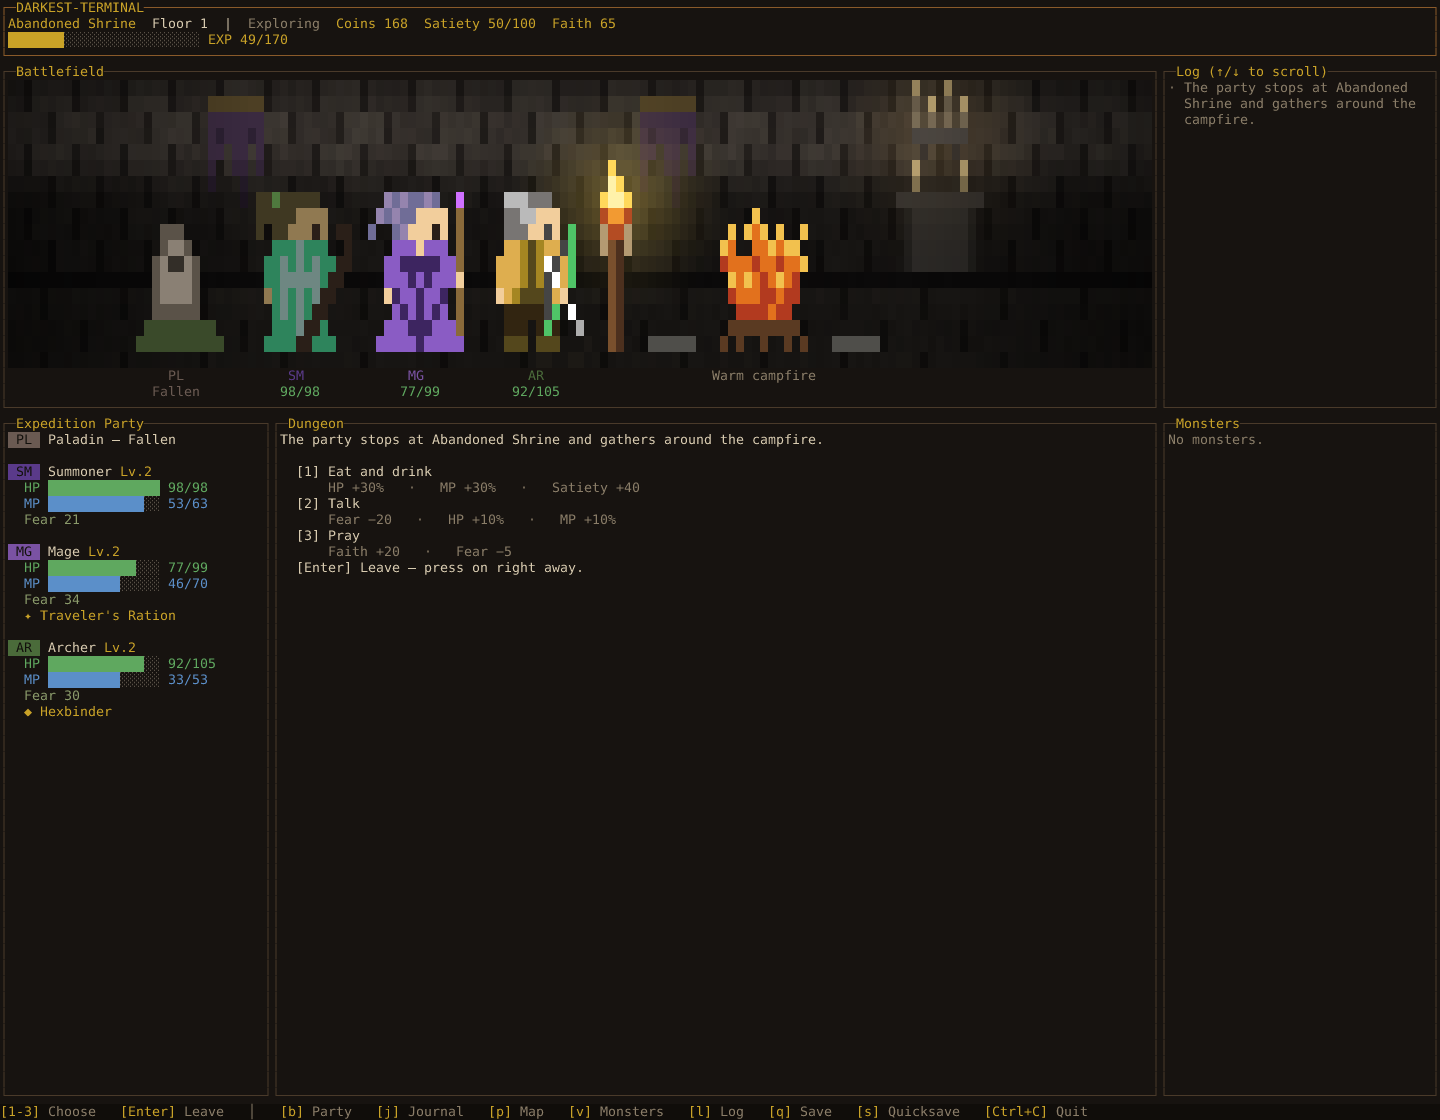 DARKEST-TERMINAL
Abandoned Shrine  Floor 1  |  Exploring  Coins 168  Satiety 50/100  Faith 65
EXP 49/170
Battlefield
PL  SM  MG  AR  Warm campfire
Fallen  98/98  77/99  92/105
Log (↑/↓ to scroll)
· The party stops at Abandoned
Shrine and gathers around the
campfire.
Expedition Party
PL  Paladin — Fallen
SM  Summoner Lv.2
HP  98/98
MP  53/63
Fear 21
MG  Mage Lv.2
HP  77/99
MP  46/70
Fear 34
✦ Traveler's Ration
AR  Archer Lv.2
HP  92/105
MP  33/53
Fear 30
◆ Hexbinder
Dungeon
The party stops at Abandoned Shrine and gathers around the campfire.
[1] Eat and drink
HP +30%   ·   MP +30%   ·   Satiety +40
[2] Talk
Fear −20   ·   HP +10%   ·   MP +10%
[3] Pray
Faith +20   ·   Fear −5
[Enter] Leave — press on right away.
Monsters
No monsters.
[1-3] Choose   [Enter] Leave   |   [b] Party   [j] Journal   [p] Map   [v] Monsters   [l] Log   [q] Save   [s] Quicksave   [Ctrl+C] Quit